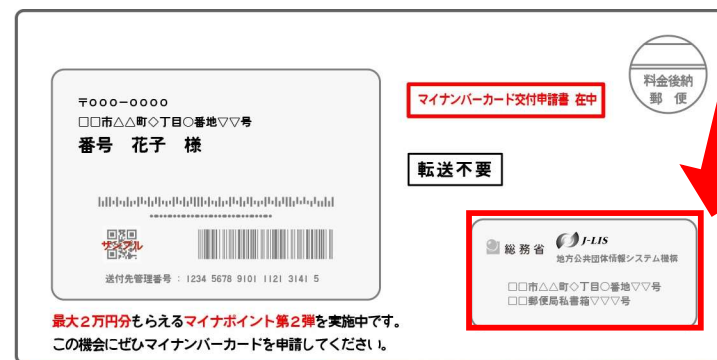 料金後納
郵 便
マイナンバーカード交付申請書 在中
〒000-0000
□□市△△町◇丁目○番地▽▽号
番号 花子 様
転送不要
サンプル
送付先管理番号 : 1234 5678 9101 1121 3141 5
総務省
J-LIS
地方公共団体情報システム機構
□□市△△町◇丁目○番地▽▽号
□□郵便局私書箱▽▽▽号
最大2万円分もらえるマイナポイント第2弾を実施中です。
この機会にぜひマイナンバーカードを申請してください。